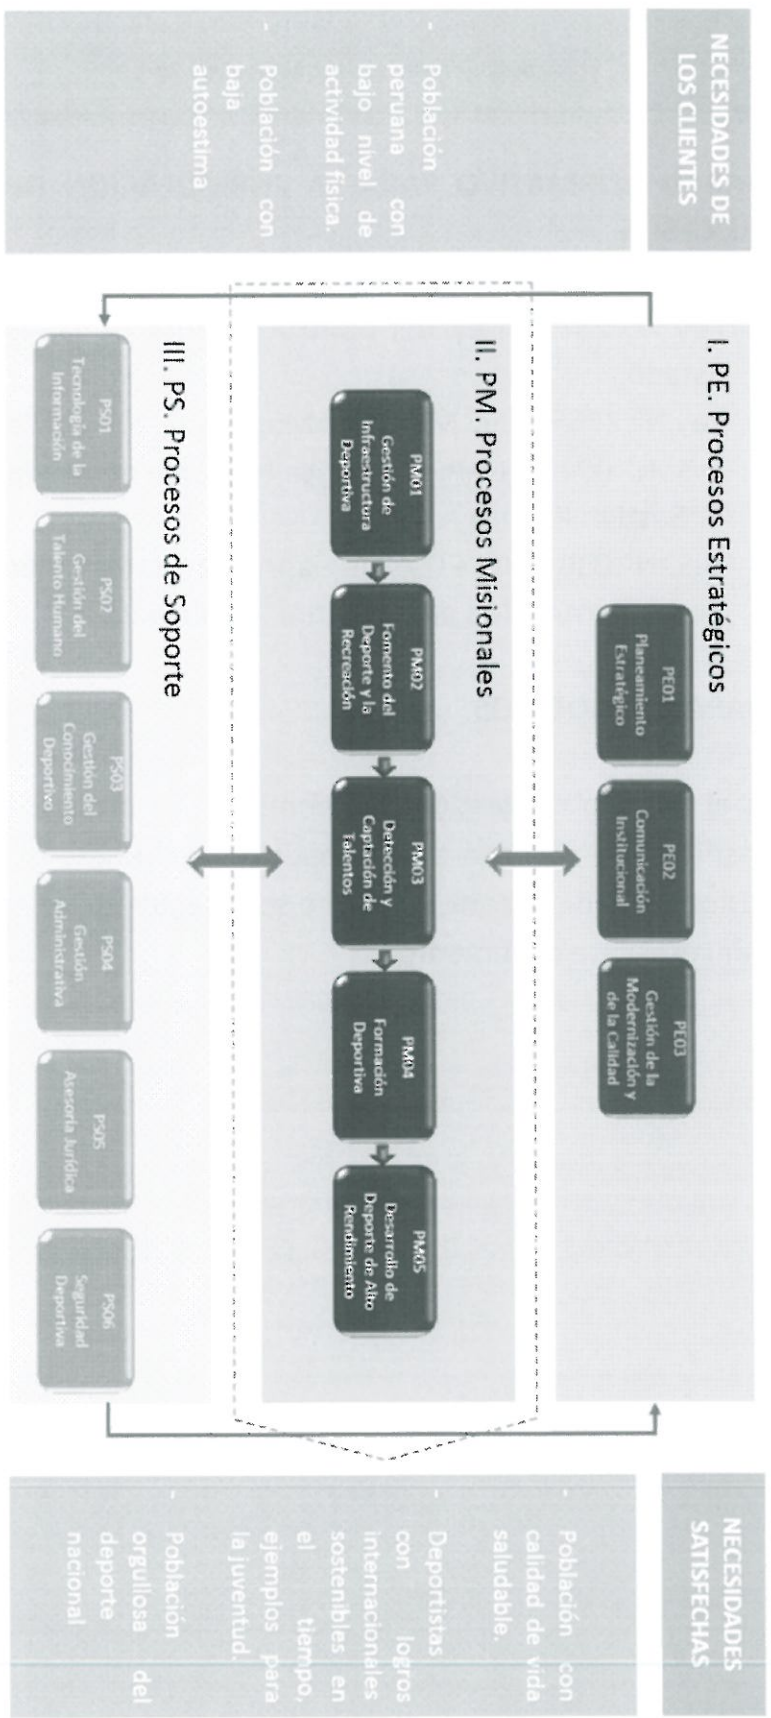 NECESIDADES DE
LOS CLIENTES
- Población
peruana con
bajo nivel de
actividad física.
- Población con
baja
autoestima
I. PE. Procesos Estratégicos
PE01
Planeamiento
Estratégico
PE02
Comunicación
Institucional
PE03
Gestión de la
Modernización y
de la Calidad
II. PM. Procesos Misionales
PM01
Gestión de
Infraestructura
Deportiva
PM02
Fomento del
Deporte y la
Recreación
PM03
Detección y
Captación de
Talentos
PM04
Formación
Deportiva
PM05
Desarrollo de
Deporte de Alto
Rendimiento
III. PS. Procesos de Soporte
PS01
Tecnología de la
Información
PS02
Gestión del
Talento Humano
PS03
Gestión del
Conocimiento
Deportivo
PS04
Gestión
Administrativa
PS05
Asesoría Jurídica
PS06
Seguridad
Deportiva
NECESIDADES
SATISFECHAS
- Población con
calidad de vida
saludable.
- Deportistas
con logros
internacionales
sostenibles en
el tiempo,
ejemplos para
la juventud.
- Población
orgullosa del
deporte
nacional